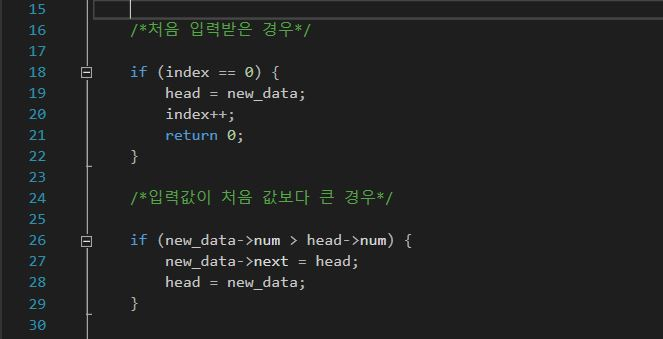 15
16 /*처음 입력받은 경우*/
17
18 if (index == 0) {
19 head = new_data;
20 index++;
21 return 0;
22 }
23
24 /*입력값이 처음 값보다 큰 경우*/
25
26 if (new_data->num > head->num) {
27 new_data->next = head;
28 head = new_data;
29 }
30